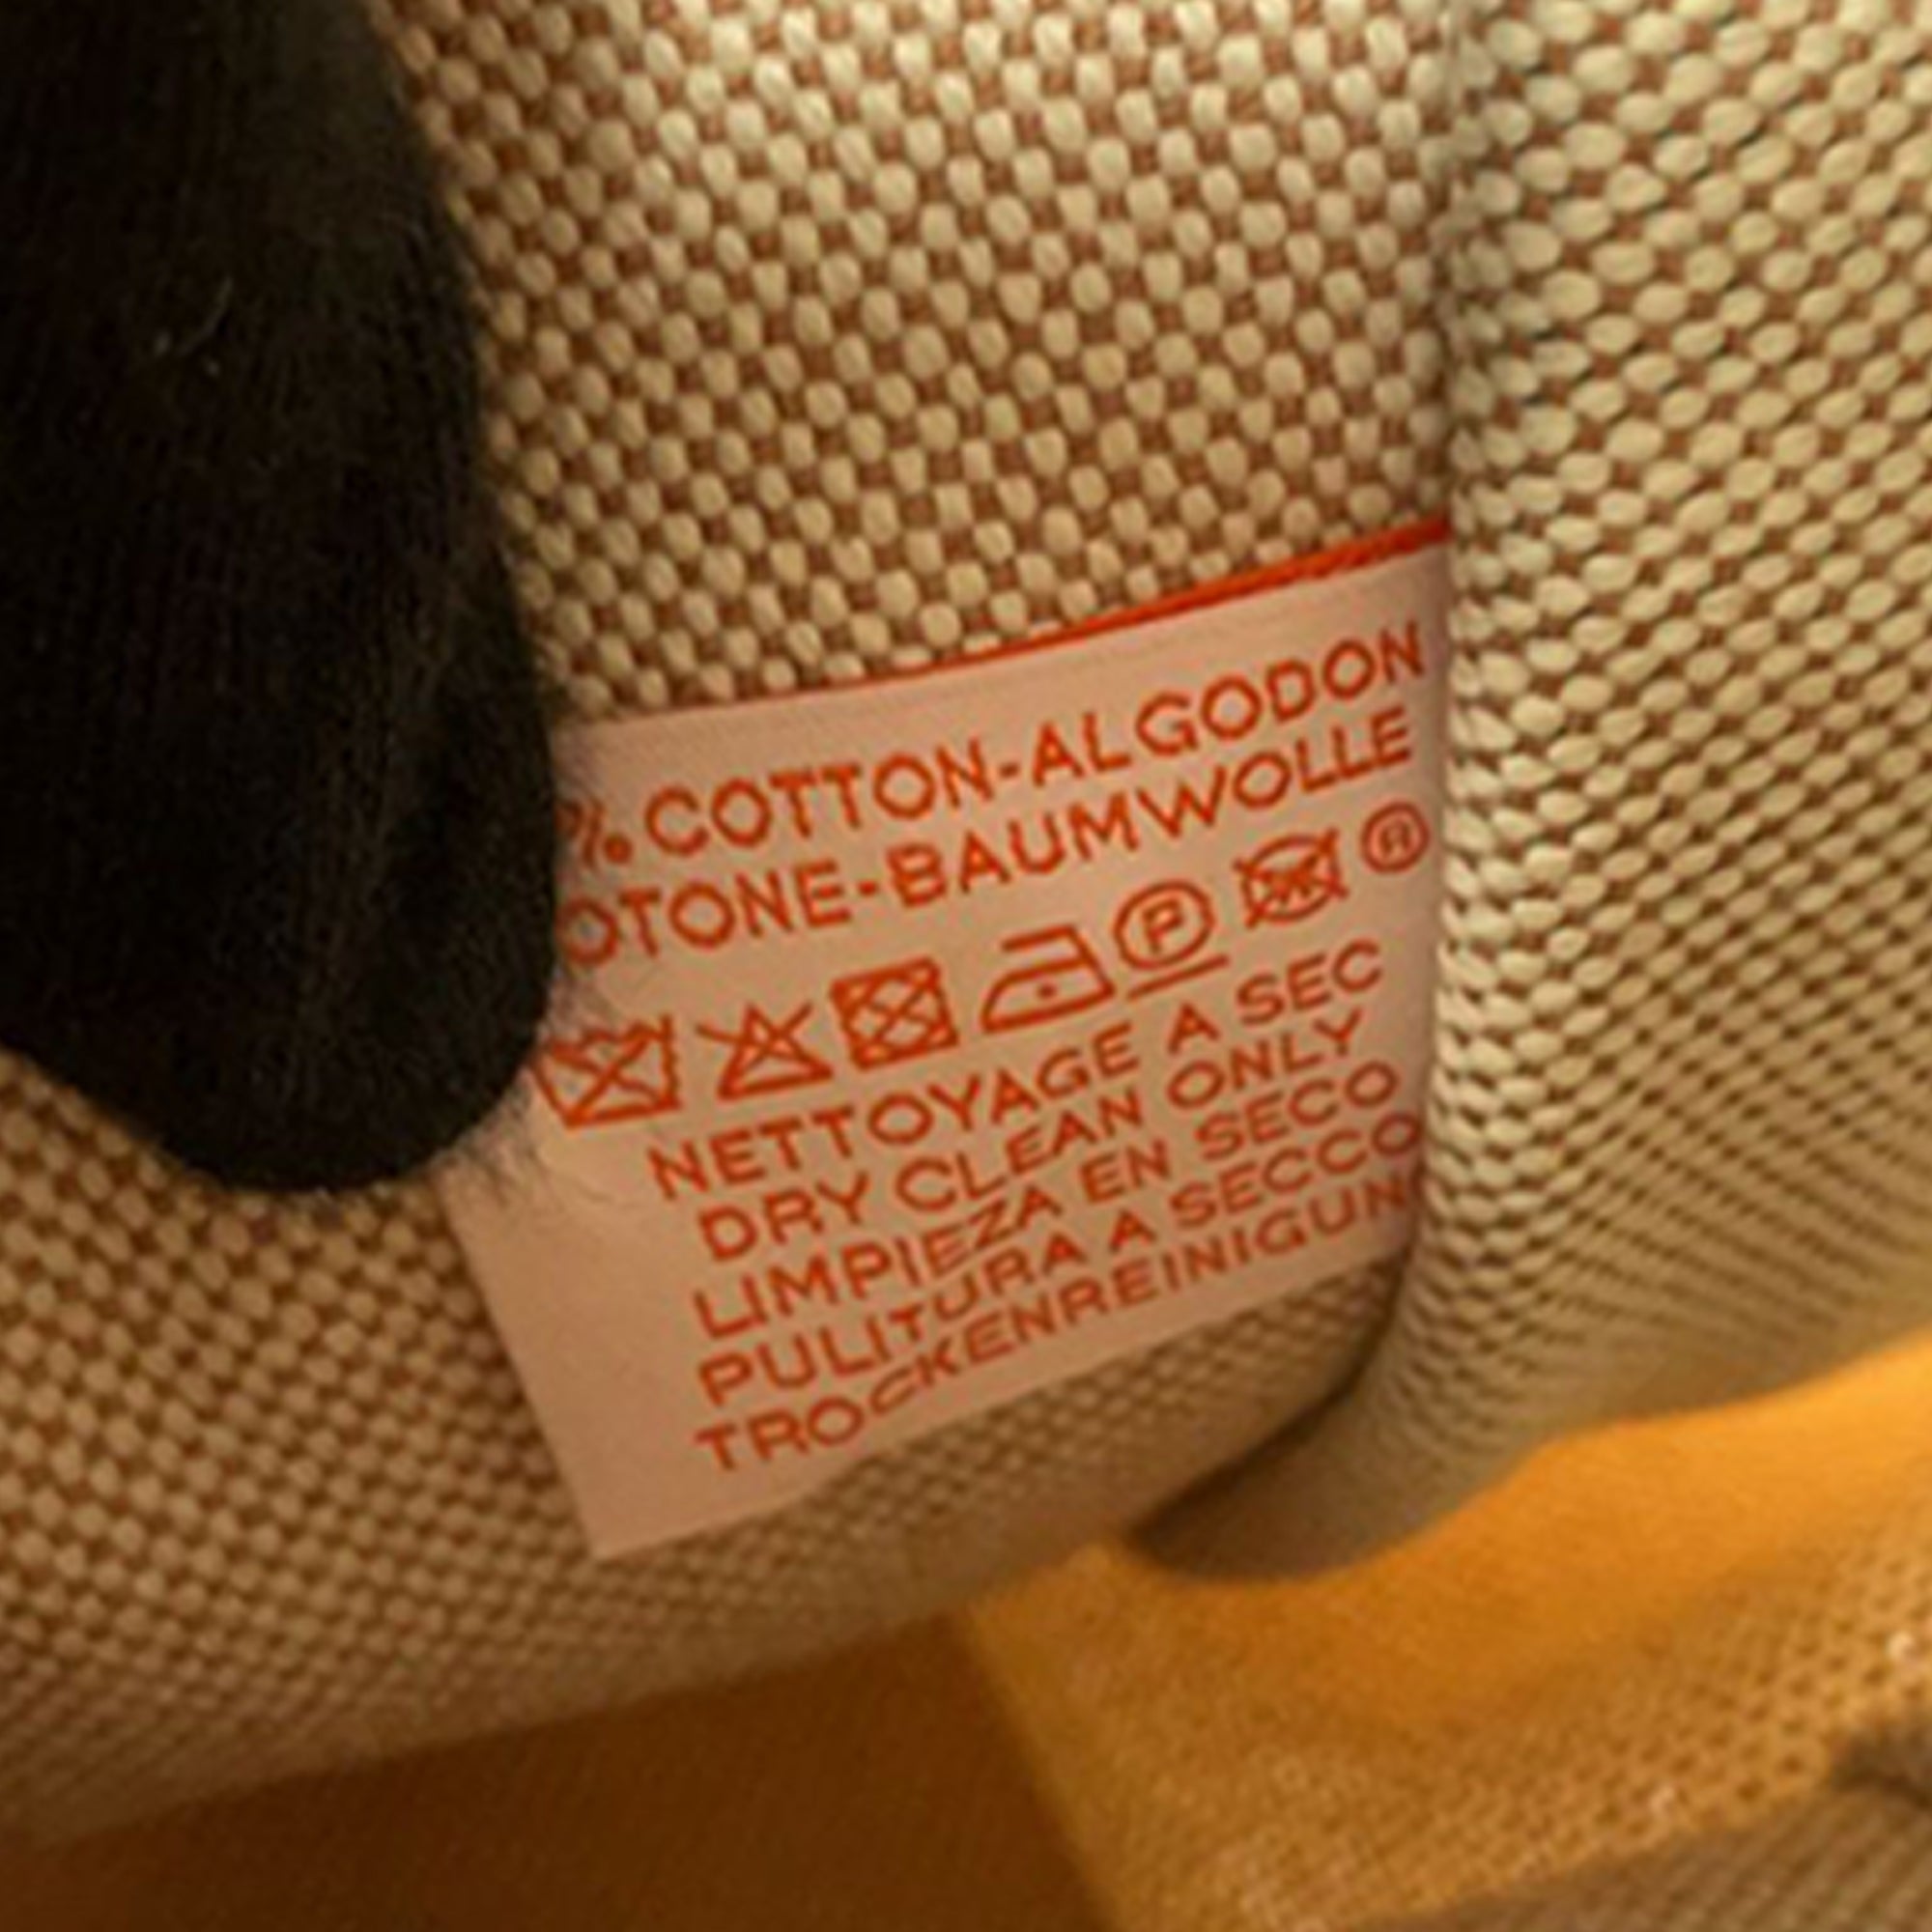 % COTTON-ALGODON
OTONE-BAUMWOLLE
P ®
NETTOYAGE A SEC
DRY CLEAN ONLY
LIMPIEZA EN SECO
PULITURA A SECCO
TROCKENREINIGUN